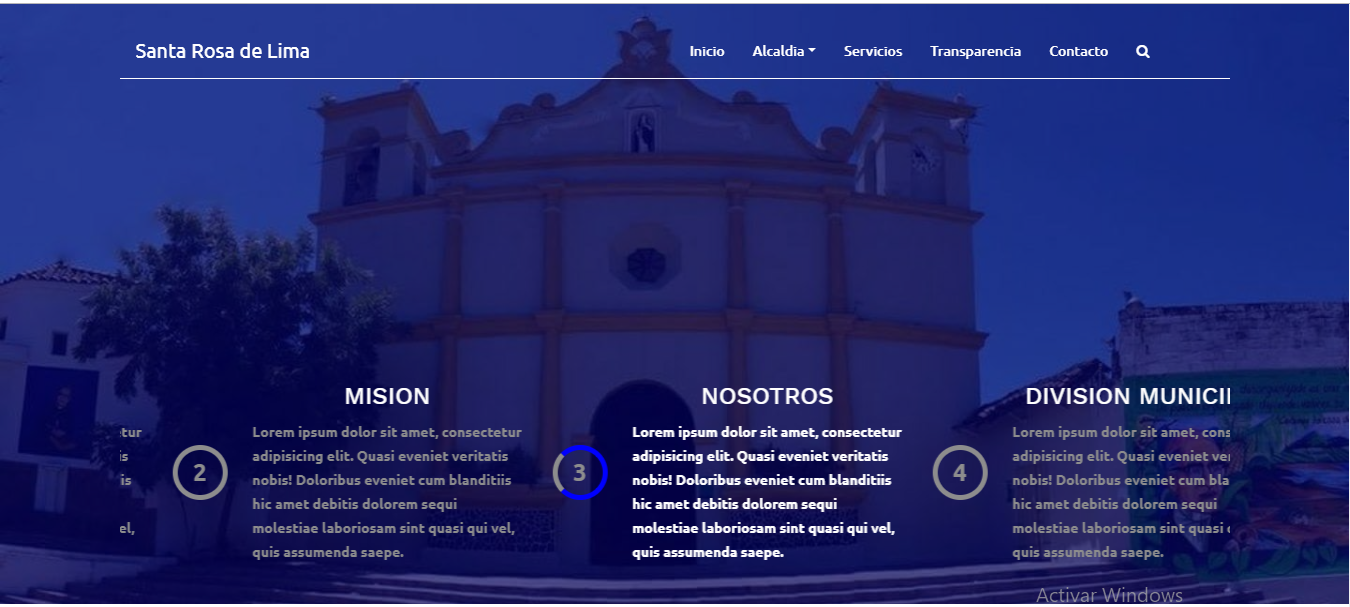 Santa Rosa de Lima
Inicio Alcaldia Servicios Transparencia Contacto
MISION
NOSOTROS
DIVISION MUNICI
2
Lorem ipsum dolor sit amet, consectetur
adipisicing elit. Quasi eveniet veritatis
nobis! Doloribus eveniet cum blanditiis
hic amet debitis dolorem sequi
molestiae laboriosam sint quasi qui vel,
quis assumenda saepe.
3
Lorem ipsum dolor sit amet, consectetur
adipisicing elit. Quasi eveniet veritatis
nobis! Doloribus eveniet cum blanditiis
hic amet debitis dolorem sequi
molestiae laboriosam sint quasi qui vel,
quis assumenda saepe.
4
Lorem ipsum dolor sit amet, cons
adipisicing elit. Quasi eveniet ve
nobis! Doloribus eveniet cum bla
hic amet debitis dolorem sequi
molestiae laboriosam sint quasi
quis assumenda saepe.
tur
is
is
el,
Activar Windows